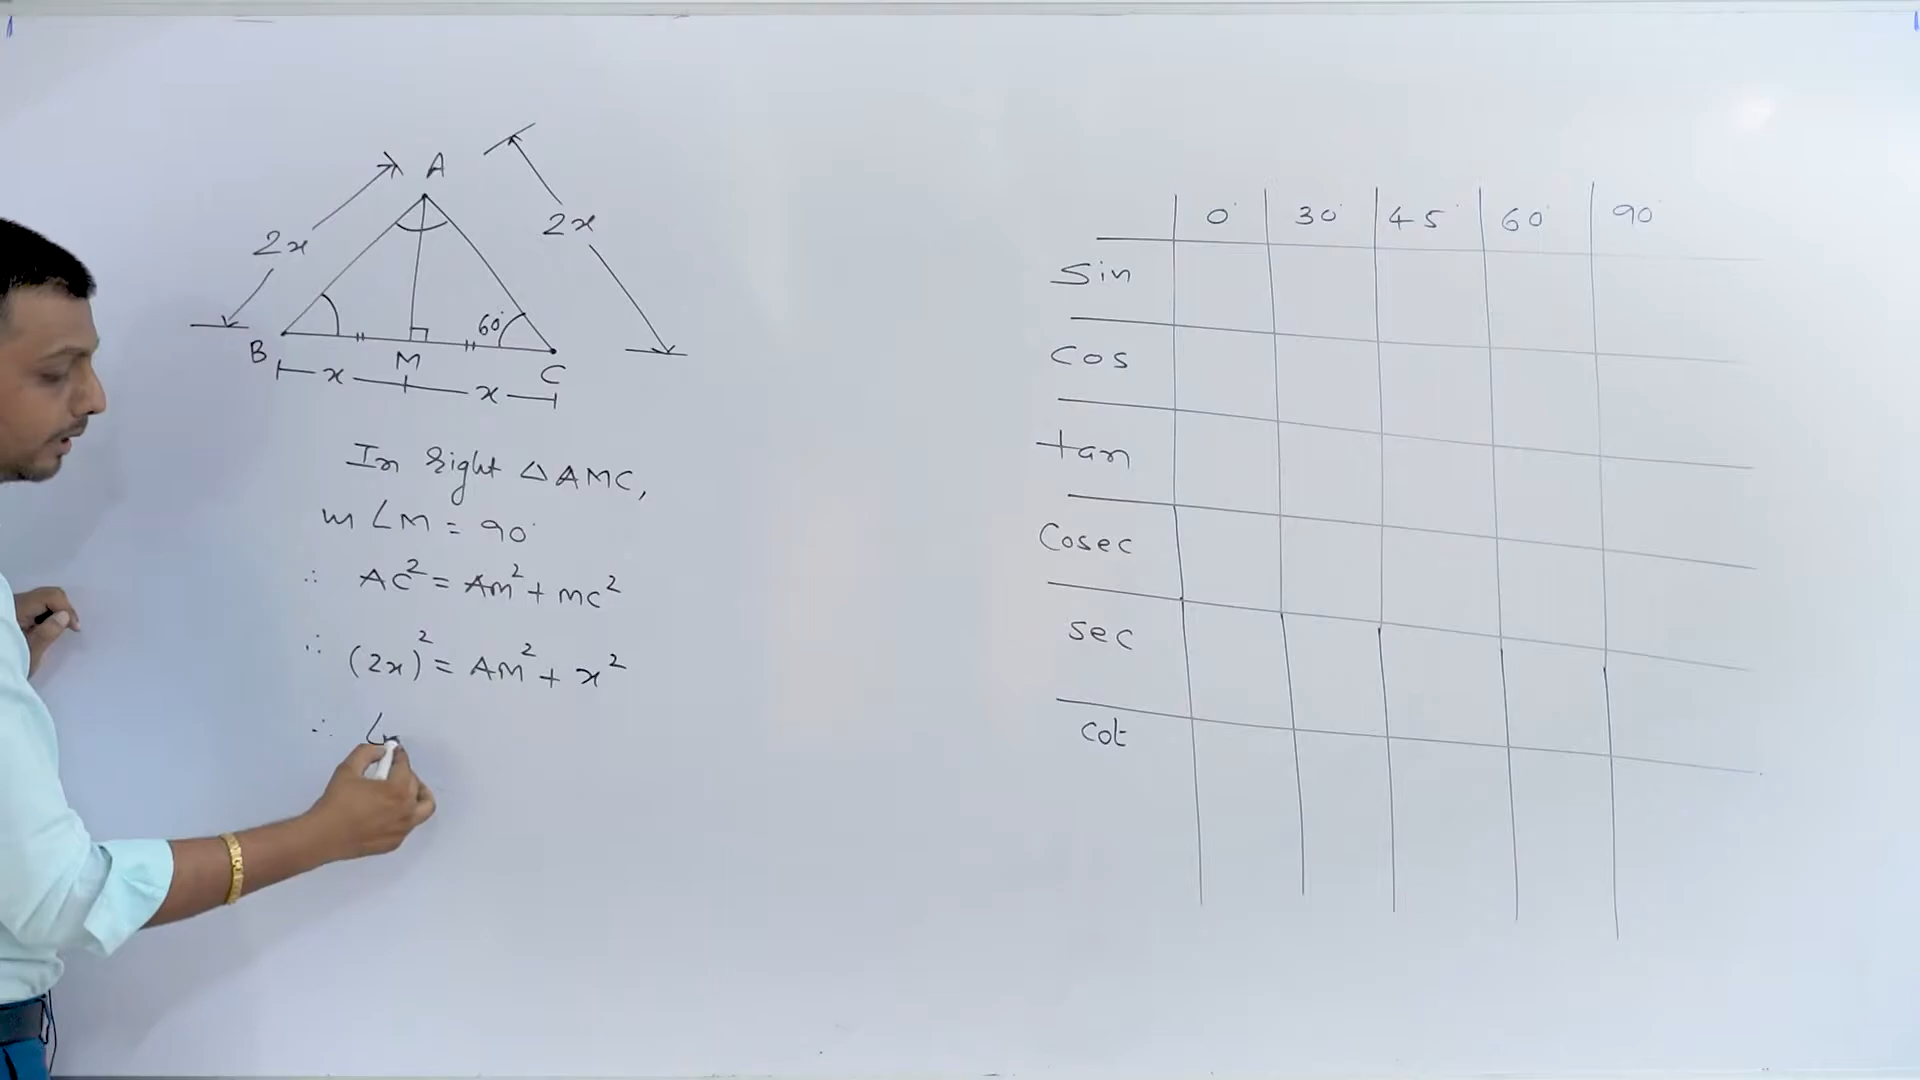 A
2x
2x
60°
B
M
C
x
x
In right △AMC,
m∠M = 90°
∴ AC² = AM² + MC²
∴ (2x)² = AM² + x²
∴
0° 30° 45° 60° 90°
Sin
Cos
tan
Cosec
sec
cot